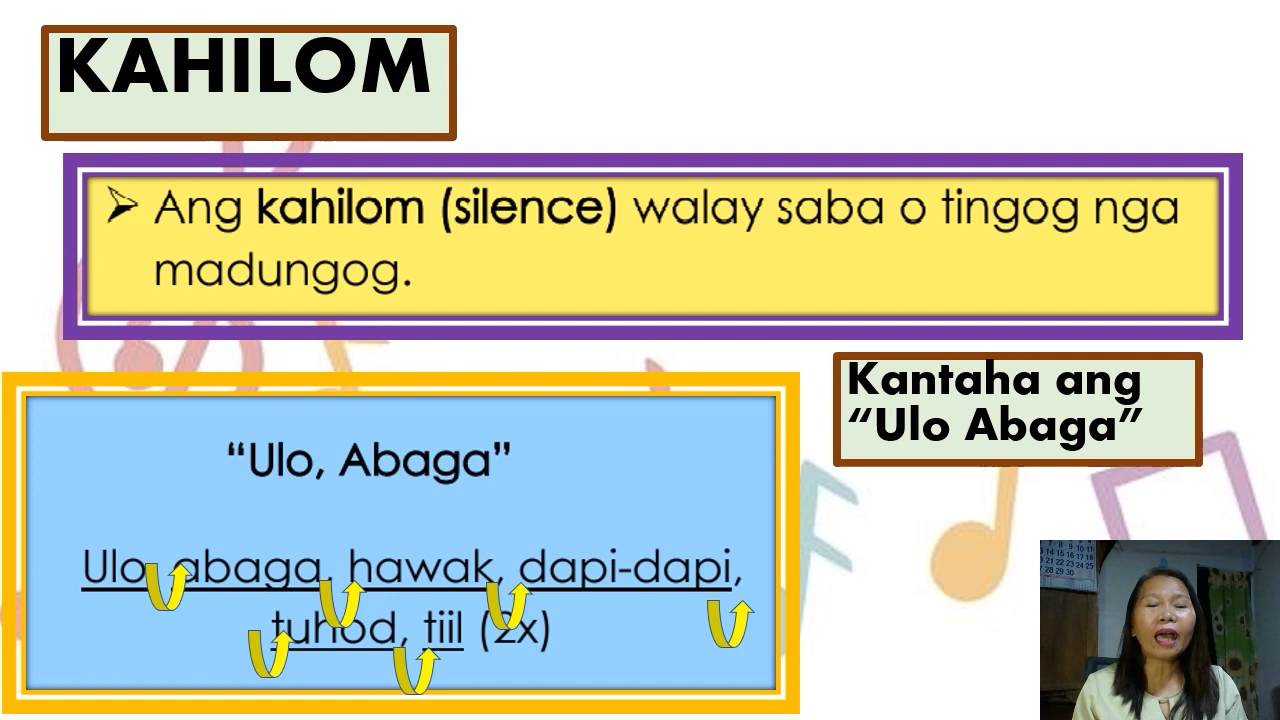 KAHILOM
➢ Ang kahilom (silence) walay saba o tingog nga
madungog.
Kantaha ang
“Ulo Abaga”
“Ulo, Abaga”
Ulo, abaga, hawak, dapi-dapi,
tuhod, tiil (2x)